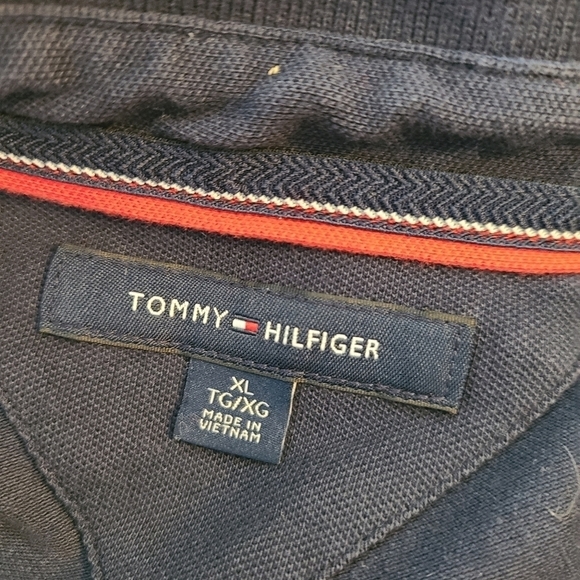 TOMMY HILFIGER
XL
TG/XG
MADE IN
VIETNAM